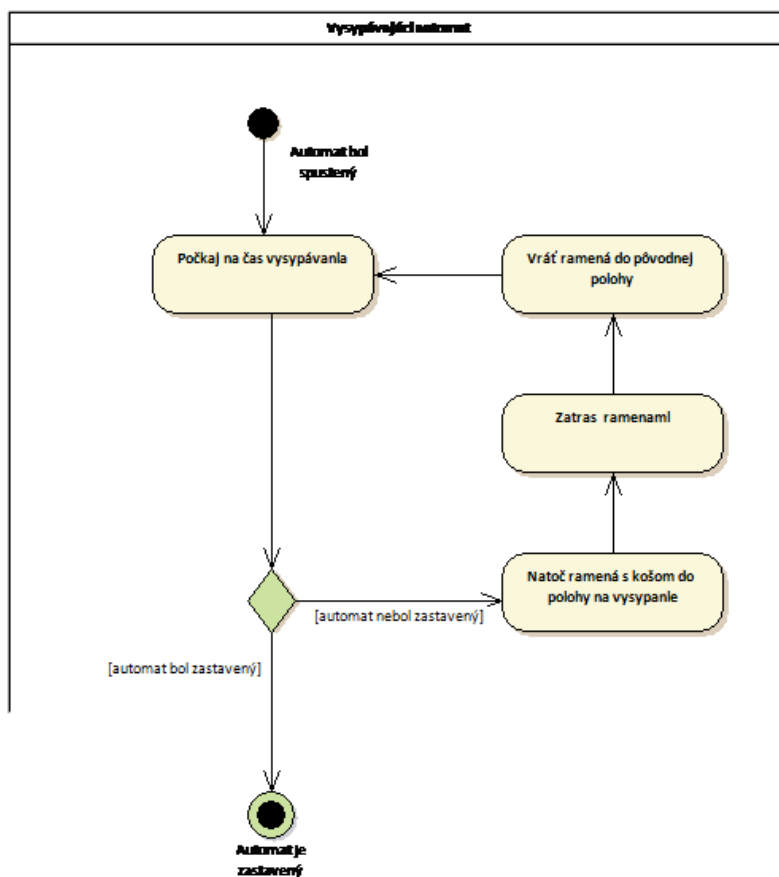 Vysypávajúci automat
Automat bol
spustený
Počkaj na čas vysypávania
Vráť ramená do pôvodnej
polohy
Zatras ramenami
Natoč ramená s košom do
polohy na vysypanie
[automat nebol zastavený]
[automat bol zastavený]
Automat je
zastavený